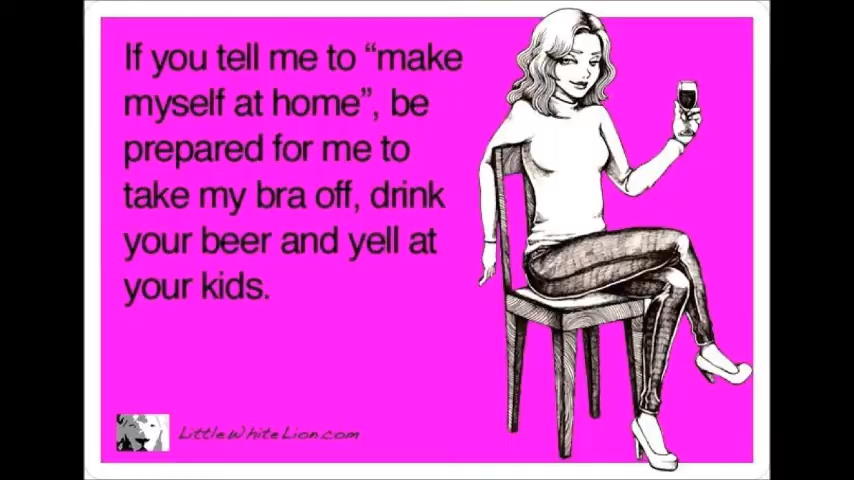 If you tell me to “make
myself at home”, be
prepared for me to
take my bra off, drink
your beer and yell at
your kids.
LittleWhiteLion.com